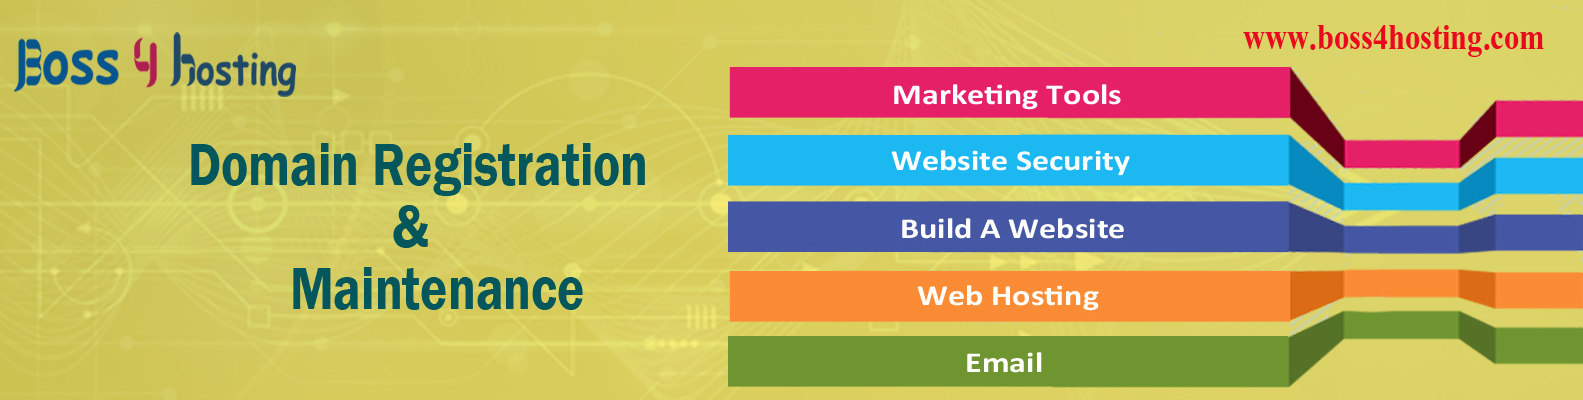 Boss 4 hosting
www.boss4hosting.com
Domain Registration
&
Maintenance
Marketing Tools
Website Security
Build A Website
Web Hosting
Email